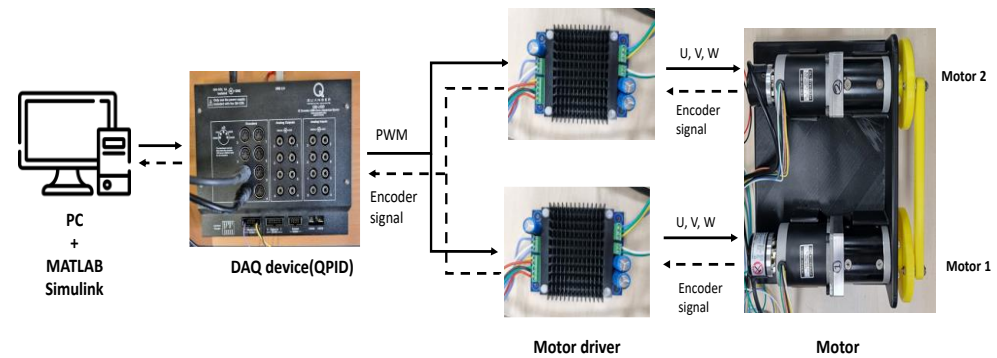 PC
+
MATLAB
Simulink
QUANSER
DAQ device(QPID)
PWM
Encoder
signal
U, V, W
Encoder
signal
Motor 2
U, V, W
Encoder
signal
Motor 1
Motor driver
Motor